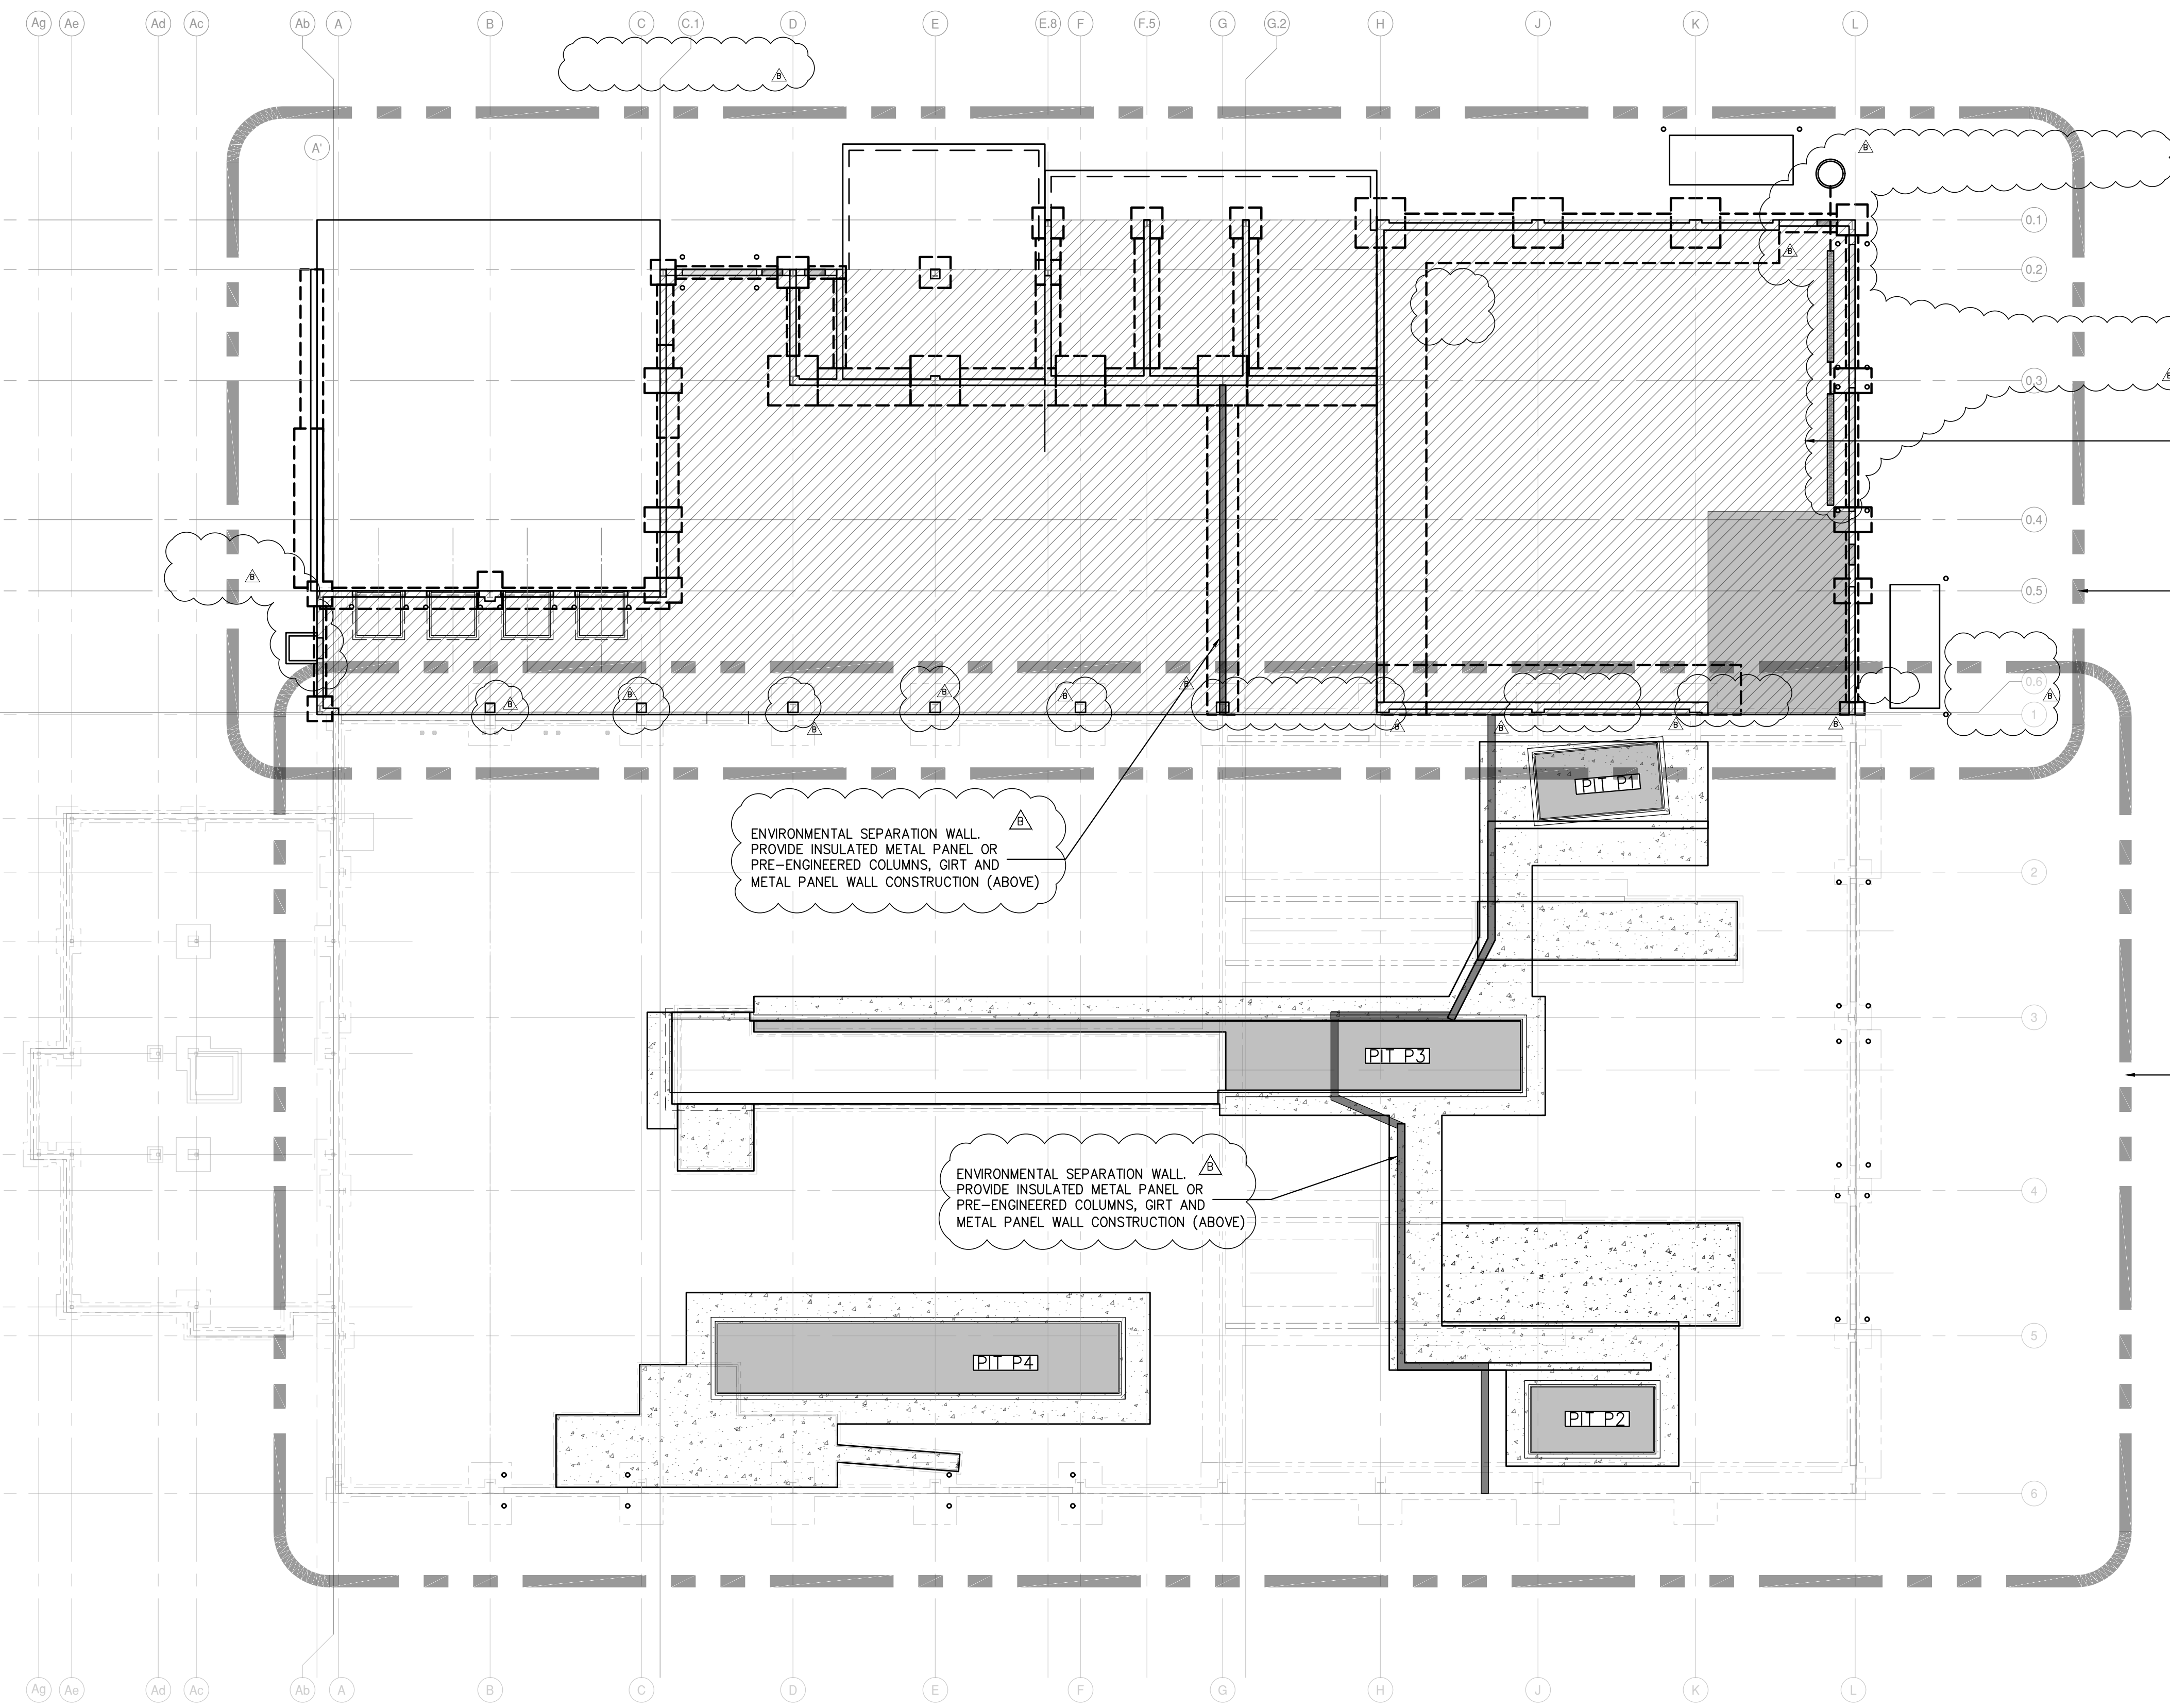 Ag Ae Ad Ac Ab A B C C.1 D E E.8 F F.5 G G.2 H J K L
B
A'
B
0.1
B
0.2
0.3
B
0.4
B
0.5
0.6
B
B
B
B
B
B
B
B
B
B
B
B
1
PIT P1
B
ENVIRONMENTAL SEPARATION WALL.
PROVIDE INSULATED METAL PANEL OR
PRE-ENGINEERED COLUMNS, GIRT AND
METAL PANEL WALL CONSTRUCTION (ABOVE)
2
3
PIT P3
B
ENVIRONMENTAL SEPARATION WALL.
PROVIDE INSULATED METAL PANEL OR
PRE-ENGINEERED COLUMNS, GIRT AND
METAL PANEL WALL CONSTRUCTION (ABOVE)
4
5
PIT P4
PIT P2
6
Ag Ae Ad Ac Ab A B C D E F G H J K L